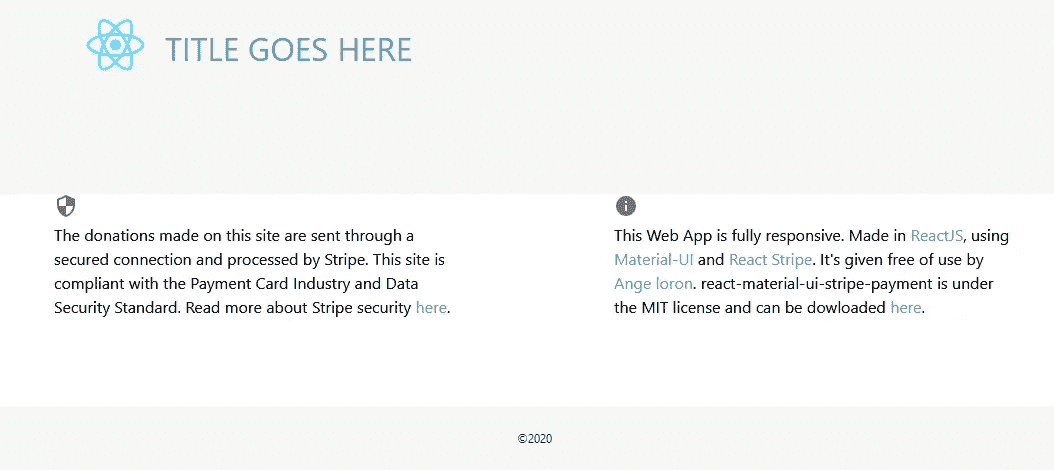 TITLE GOES HERE
The donations made on this site are sent through a
secured connection and processed by Stripe. This site is
compliant with the Payment Card Industry and Data
Security Standard. Read more about Stripe security here.
This Web App is fully responsive. Made in ReactJS, using
Material-UI and React Stripe. It's given free of use by
Ange loron. react-material-ui-stripe-payment is under
the MIT license and can be dowloaded here.
©2020